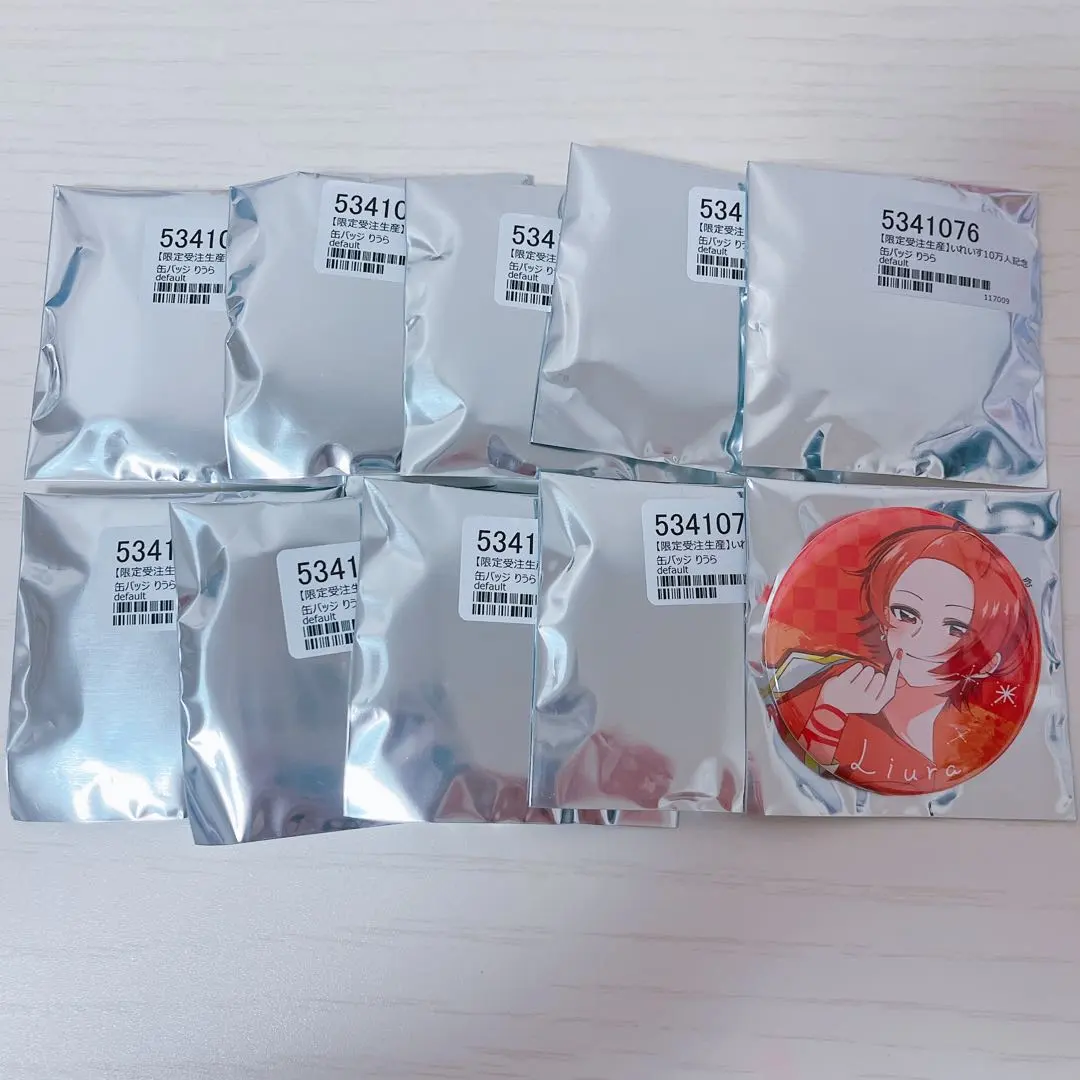 5341076
【限定受注生産】いれいす10万人記念
缶バッジ りうら
default
117009
5341
【限定受注生産】
缶バッジ りうら
default
5341
【限定受注生産】
缶バッジ りうら
default
534
【限定受注生
缶バッジ り
default
534
【限定受注
缶バッジ りう
default
5341
【限定受注生
缶バッジ りうら
default
5341
【限定受注生
缶バッジ りう
default
5341
【限定受注生産
缶バッジ りうら
default
534107
【限定受注生産】いれ
缶バッジ りうら
default
念
Liura